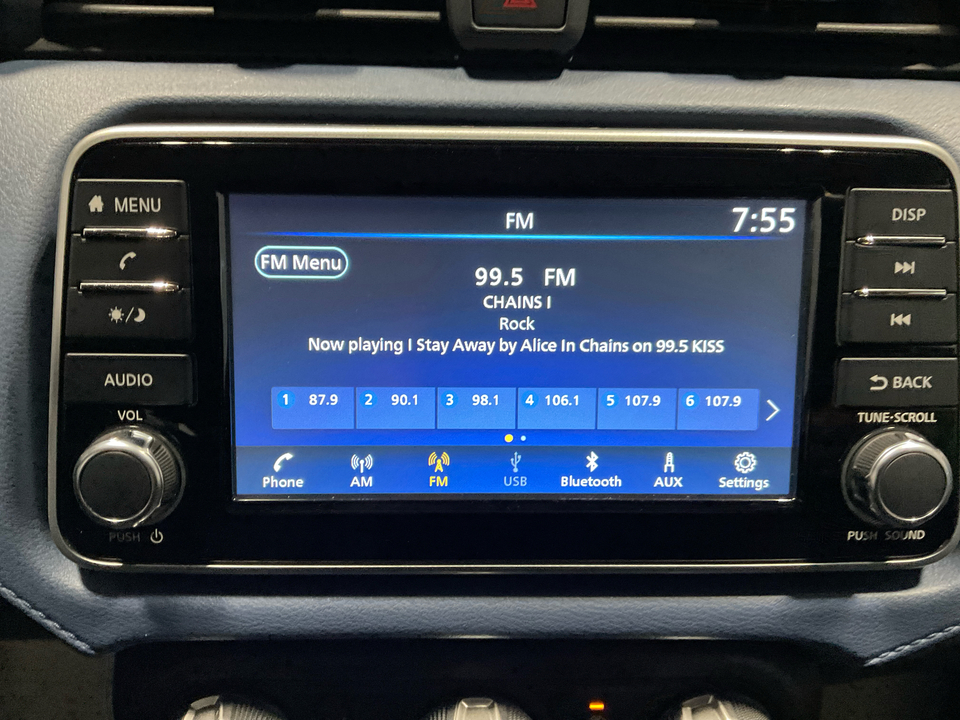 MENU
AUDIO
VOL
PUSH
FM
7:55
FM Menu
99.5 FM
CHAINS I
Rock
Now playing I Stay Away by Alice In Chains on 99.5 KISS
1 87.9 2 90.1 3 98.1 4 106.1 5 107.9 6 107.9
Phone AM FM USB Bluetooth AUX Settings
DISP
BACK
TUNE·SCROLL
PUSH SOUND